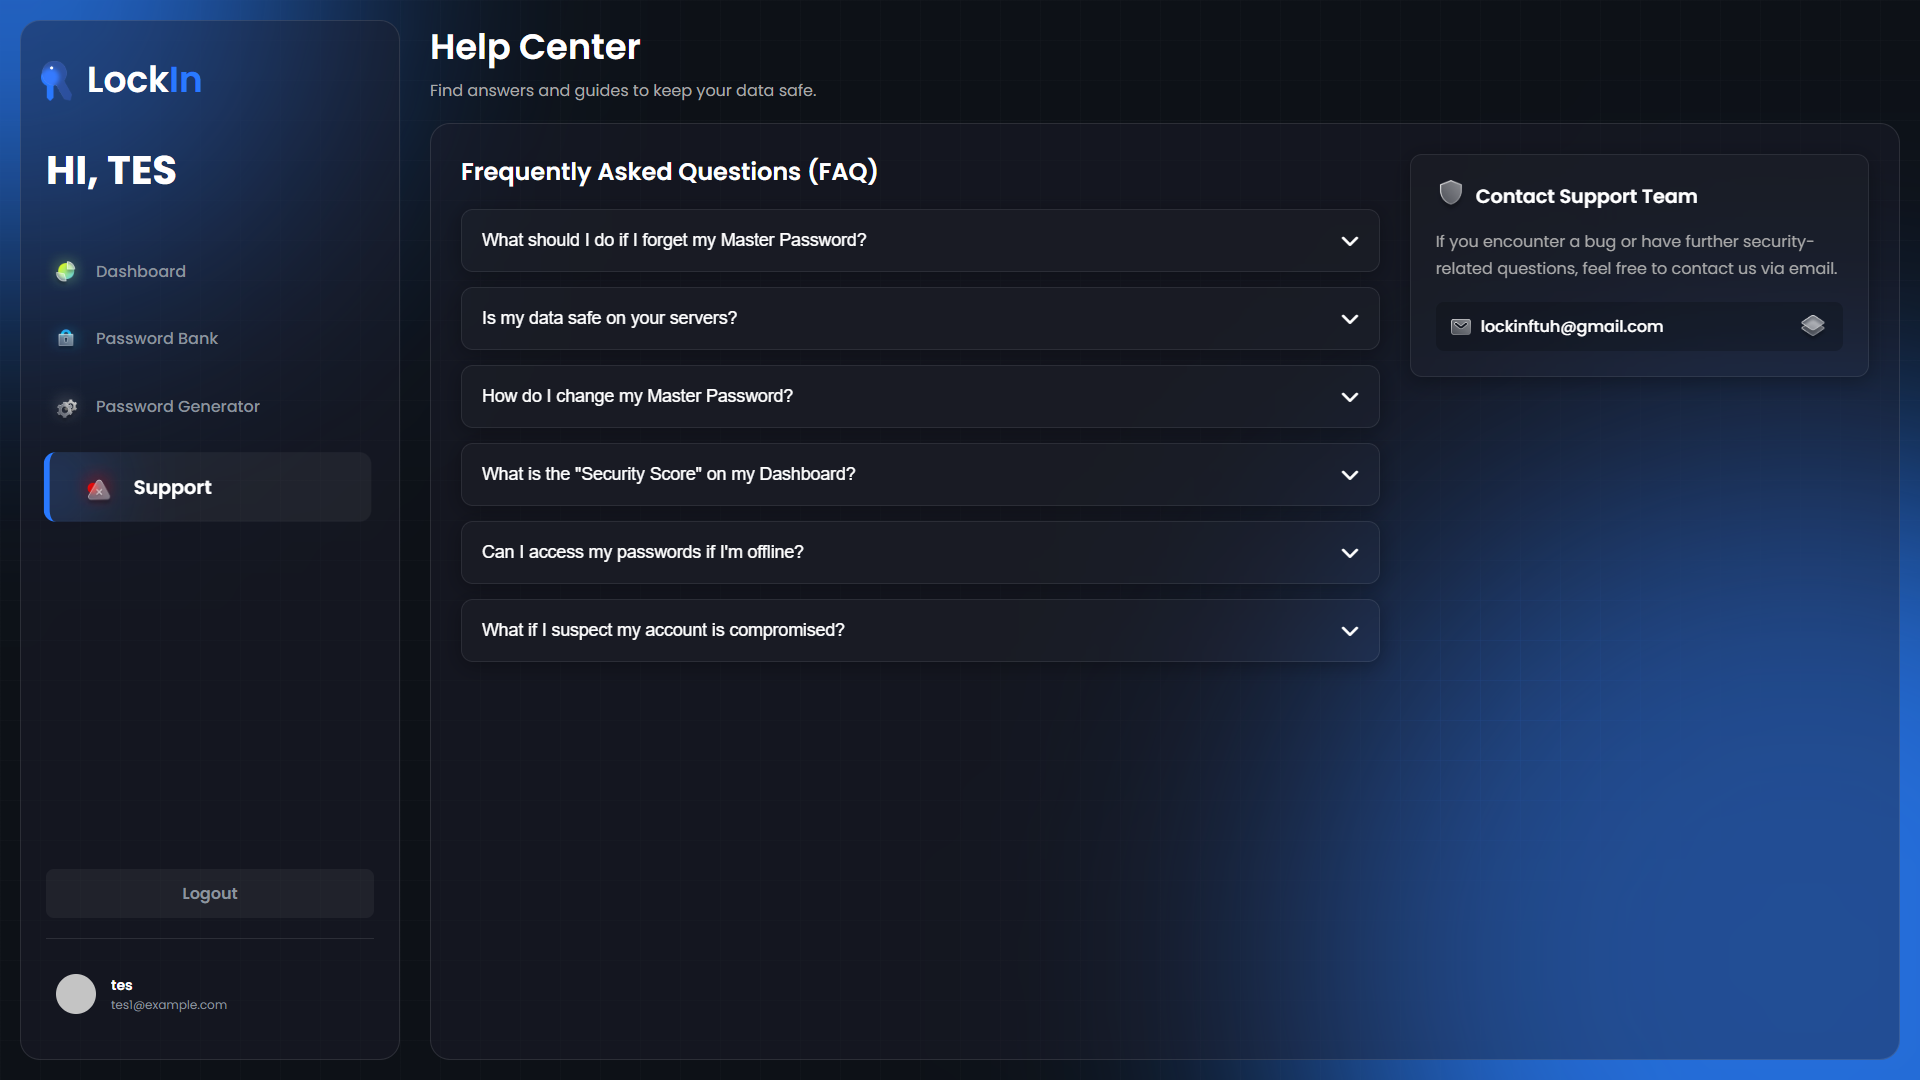 LockIn
HI, TES
Dashboard
Password Bank
Password Generator
Support
Logout
tes
tes1@example.com
Help Center
Find answers and guides to keep your data safe.
Frequently Asked Questions (FAQ)
What should I do if I forget my Master Password?
Is my data safe on your servers?
How do I change my Master Password?
What is the "Security Score" on my Dashboard?
Can I access my passwords if I'm offline?
What if I suspect my account is compromised?
Contact Support Team
If you encounter a bug or have further security-
related questions, feel free to contact us via email.
lockinftuh@gmail.com